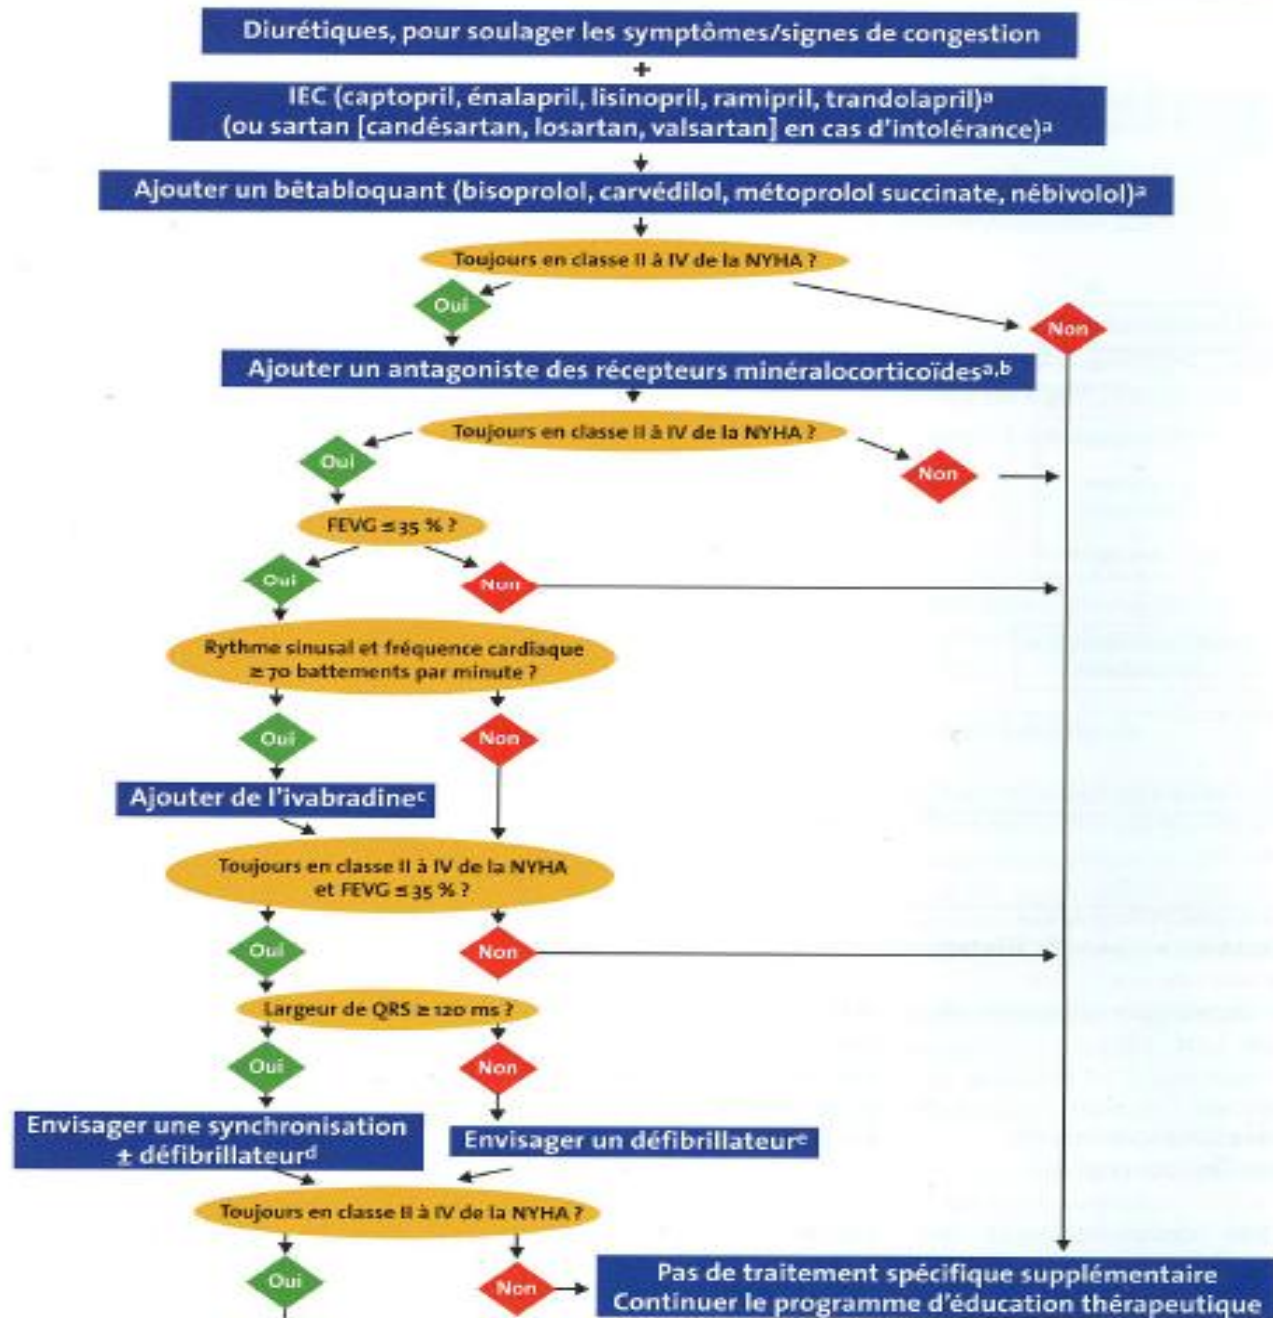 Diurétiques, pour soulager les symptômes/signes de congestion
+
IEC (captopril, énalapril, lisinopril, ramipril, trandolapril)ᵃ
(ou sartan [candésartan, losartan, valsartan] en cas d'intolérance)ᵃ
Ajouter un bêtabloquant (bisoprolol, carvédilol, métoprolol succinate, nébivolol)ᵃ
Toujours en classe II à IV de la NYHA ?
Oui
Non
Ajouter un antagoniste des récepteurs minéralocorticoïdesᵃ,ᵇ
Toujours en classe II à IV de la NYHA ?
Oui
Non
FEVG ≤ 35 % ?
Oui
Non
Rythme sinusal et fréquence cardiaque
≥ 70 battements par minute ?
Oui
Non
Ajouter de l'ivabradineᶜ
Toujours en classe II à IV de la NYHA
et FEVG ≤ 35 % ?
Oui
Non
Largeur de QRS ≥ 120 ms ?
Oui
Non
Envisager une synchronisation
± défibrillateurᵈ
Envisager un défibrillateurᵉ
Toujours en classe II à IV de la NYHA ?
Oui
Non
Pas de traitement spécifique supplémentaire
Continuer le programme d'éducation thérapeutique